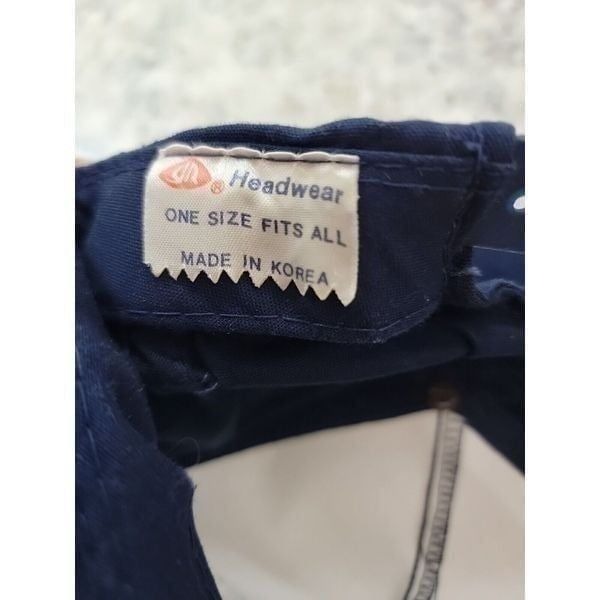 ® Headwear
ONE SIZE FITS ALL
MADE IN KOREA